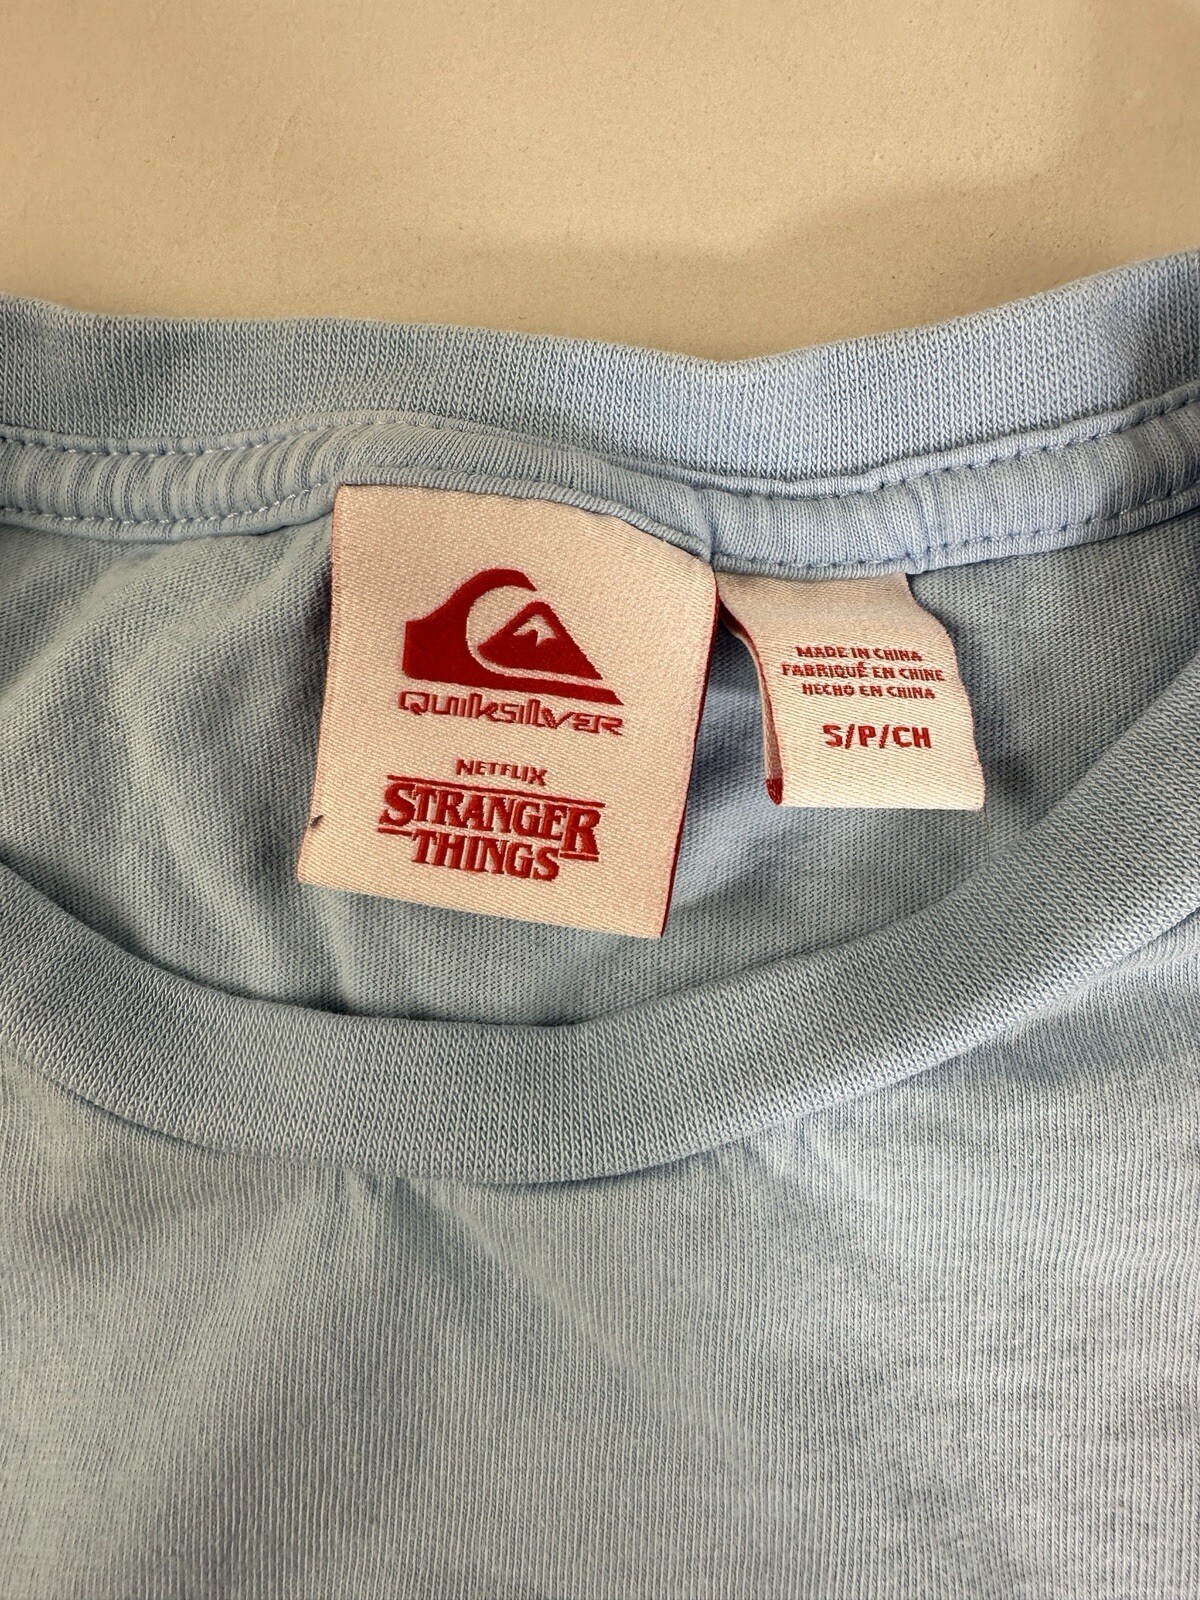 QUIKSILVER
NETFLIX
STRANGER
THINGS
MADE IN CHINA
FABRIQUÉ EN CHINE
HECHO EN CHINA
S/P/CH